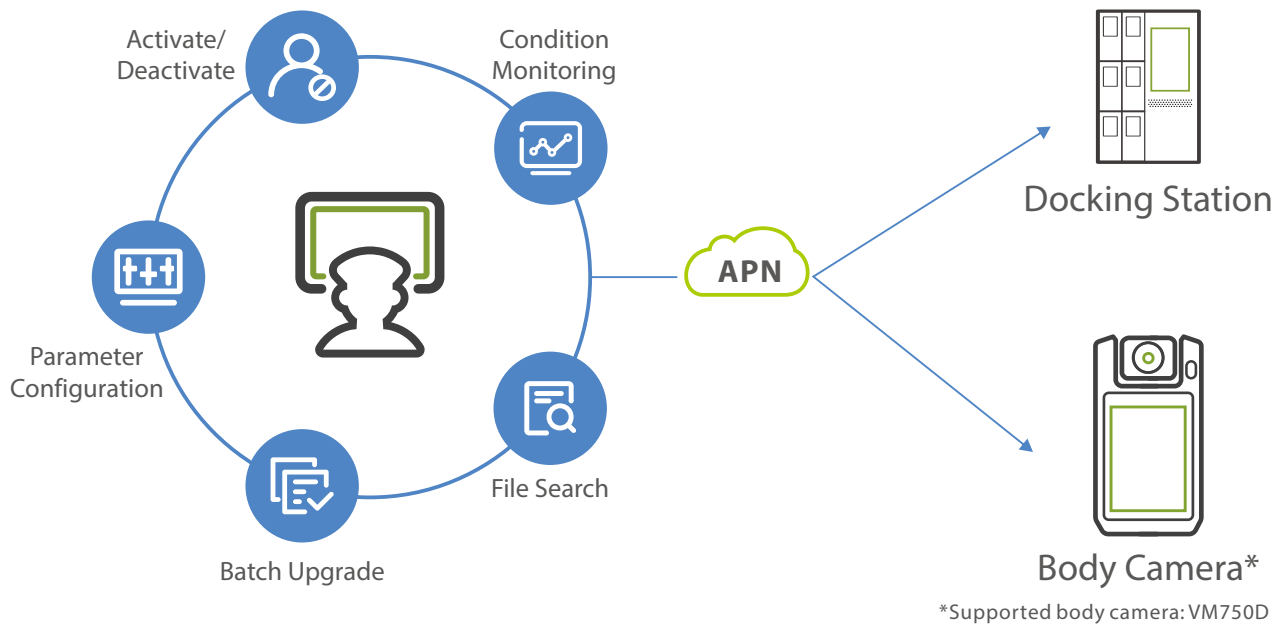 Activate/
Deactivate
Condition
Monitoring
Docking Station
APN
Parameter
Configuration
File Search
Batch Upgrade
Body Camera*
*Supported body camera: VM750D